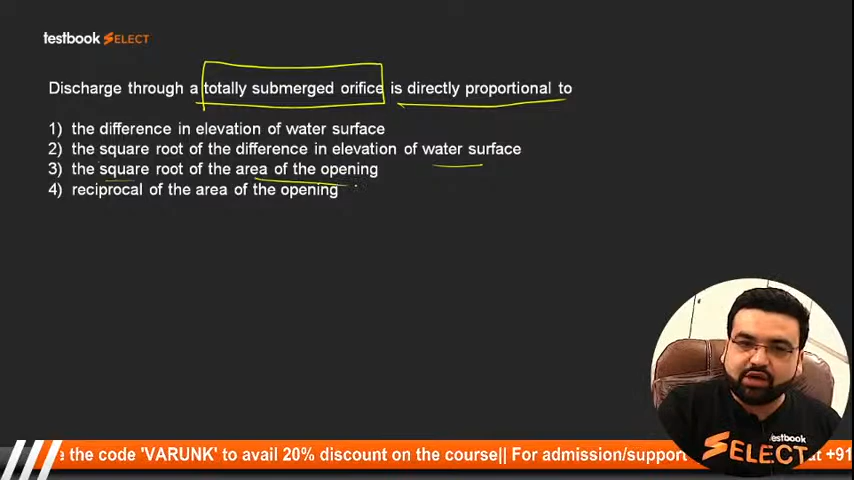 testbook SELECT
Discharge through a totally submerged orifice is directly proportional to
1) the difference in elevation of water surface
2) the square root of the difference in elevation of water surface
3) the square root of the area of the opening
4) reciprocal of the area of the opening
testbook
SELECT
the code 'VARUNK' to avail 20% discount on the course|| For admission/support at +91